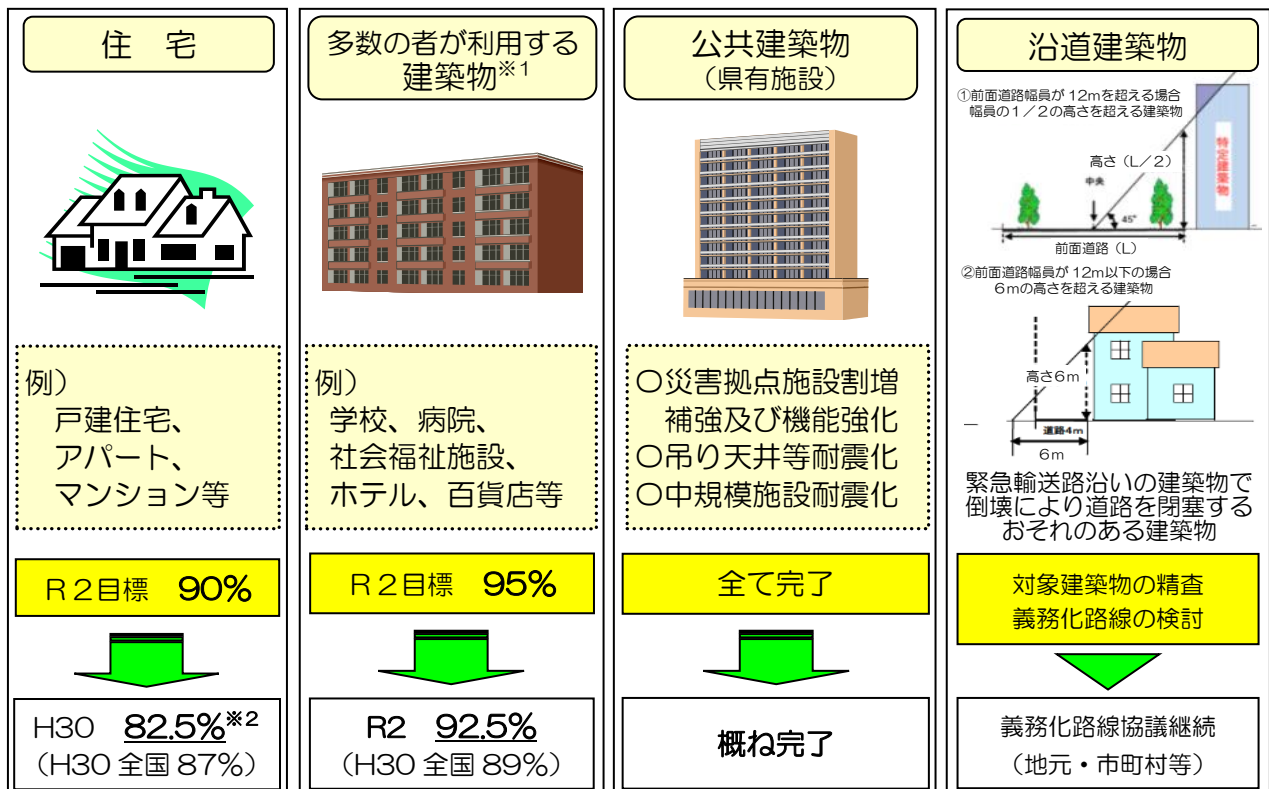 住 宅
例）
戸建住宅、
アパート、
マンション等
Ｒ２目標 90%
H30 82.5%※2
（H30 全国 87%）
多数の者が利用する
建築物※1
例）
学校、病院、
社会福祉施設、
ホテル、百貨店等
Ｒ２目標 95%
R2 92.5%
（H30 全国 89%）
公共建築物
（県有施設）
〇災害拠点施設割増
補強及び機能強化
〇吊り天井等耐震化
〇中規模施設耐震化
全て完了
概ね完了
沿道建築物
①前面道路幅員が 12mを超える場合
幅員の１／２の高さを超える建築物
特定建築物
高さ（Ｌ／２）
中央
45°
前面道路（Ｌ）
②前面道路幅員が 12m以下の場合
６mの高さを超える建築物
高さ６ｍ
道路4ｍ
６ｍ
緊急輸送路沿いの建築物で
倒壊により道路を閉塞する
おそれのある建築物
対象建築物の精査
義務化路線の検討
義務化路線協議継続
（地元・市町村等）